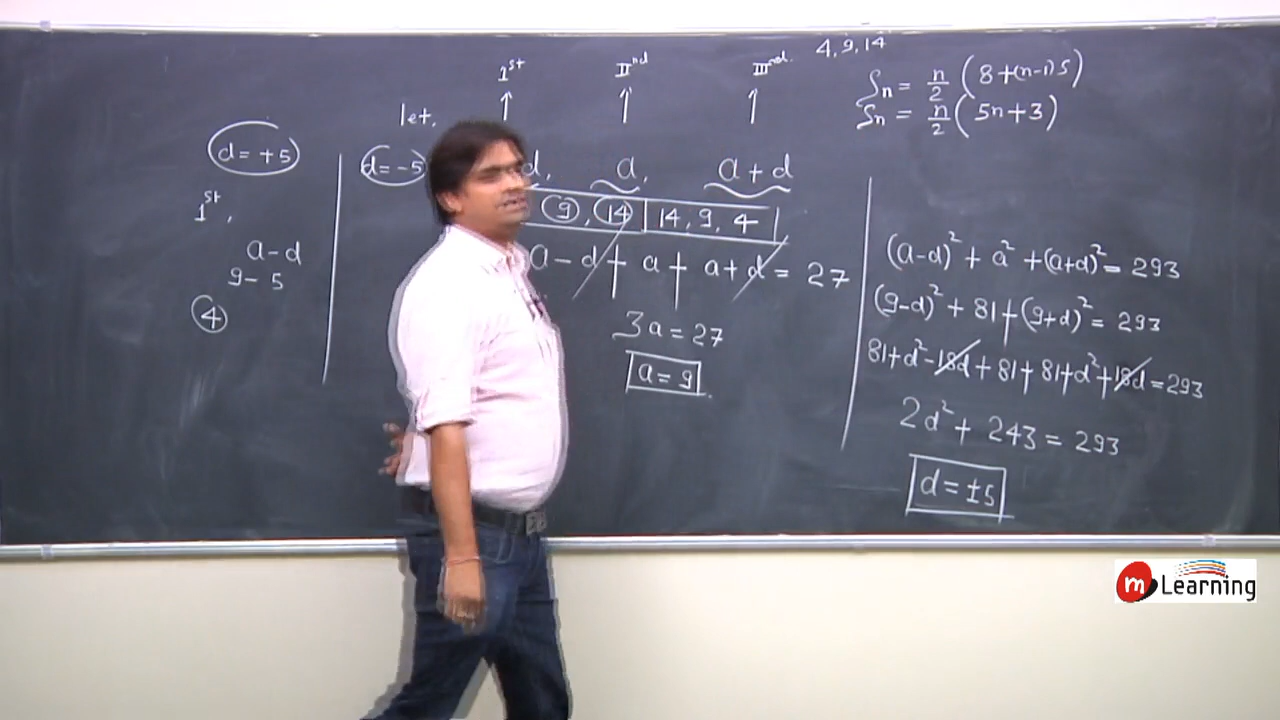 4, 9, 14
Sn = n/2 (8+(n-1)5)
Sn = n/2 (5n+3)
Ist IInd IIIrd.
let,
d, a, a+d
9, 14 | 14, 9, 4
a-d + a + a+d = 27
3a = 27
a = 9
d = +5
1st,
a-d
9-5
4
d = -5
(a-d)² + a² + (a+d)² = 293
(9-d)² + 81 + (9+d)² = 293
81+d²-18d+81+81+d²+18d = 293
2d² + 243 = 293
d = ±5
m Learning